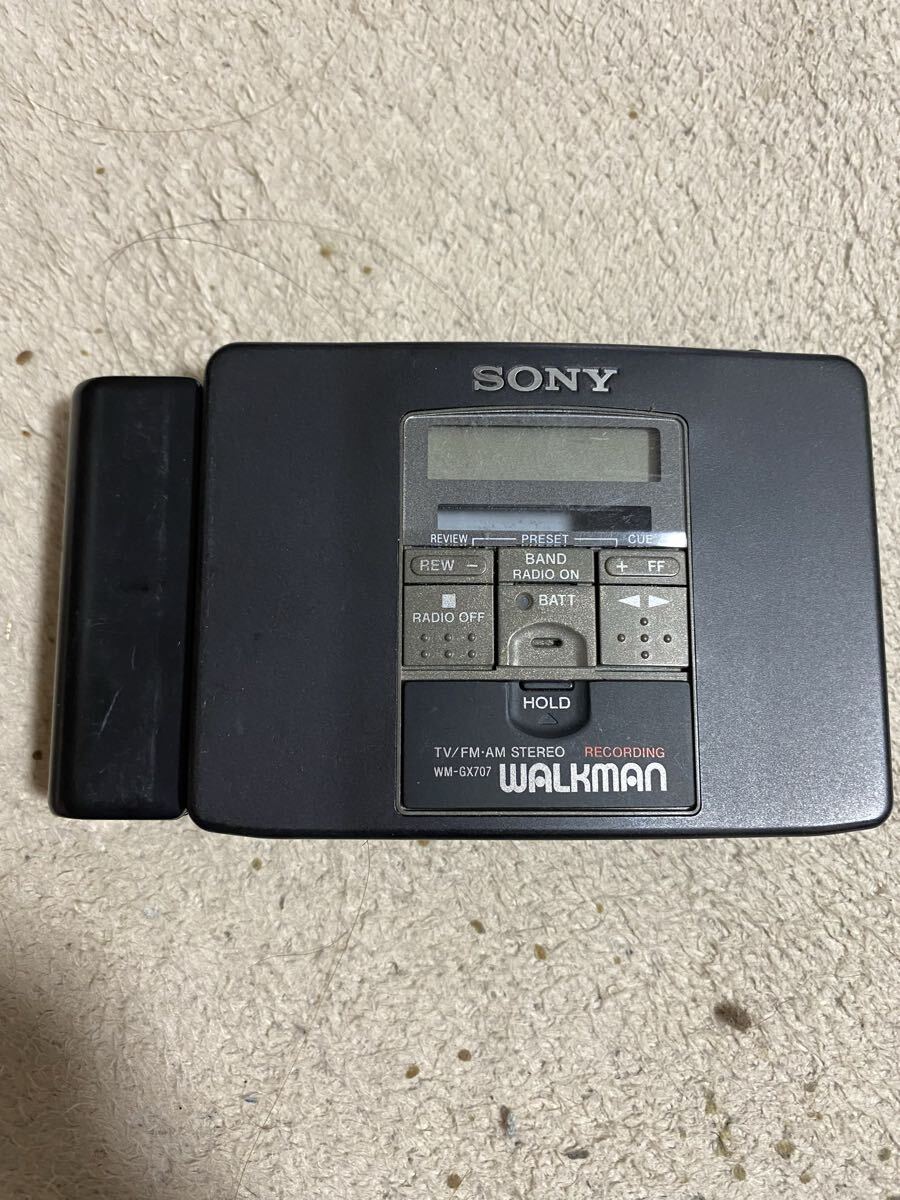 SONY
REVIEW PRESET CUE
REW − BAND + FF
RADIO ON
■ BATT ◀ ▶
RADIO OFF
HOLD
TV/FM·AM STEREO RECORDING
WM-GX707 WALKMAN